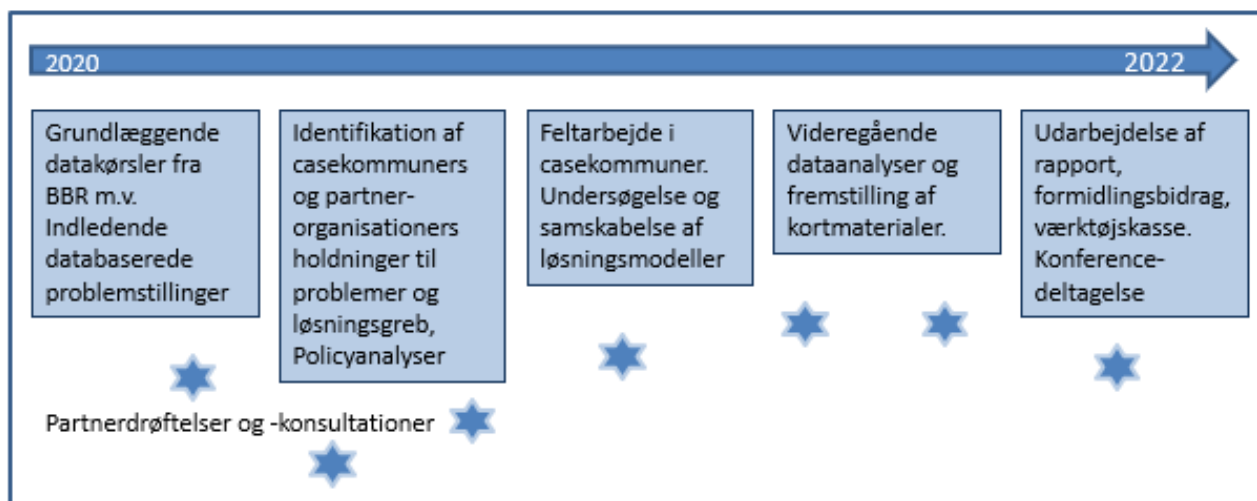 2020
2022
Grundlæggende
datakørsler fra
BBR m.v.
Indledende
databaserede
problemstillinger
Identifikation af
casekommuners
og partner-
organisationers
holdninger til
problemer og
løsningsgreb,
Policyanalyser
Feltarbejde i
casekommuner.
Undersøgelse og
samskabelse af
løsningsmodeller
Videregående
dataanalyser og
fremstilling af
kortmaterialer.
Udarbejdelse af
rapport,
formidlingsbidrag,
værktøjskasse.
Konference-
deltagelse
Partnerdrøftelser og -konsultationer